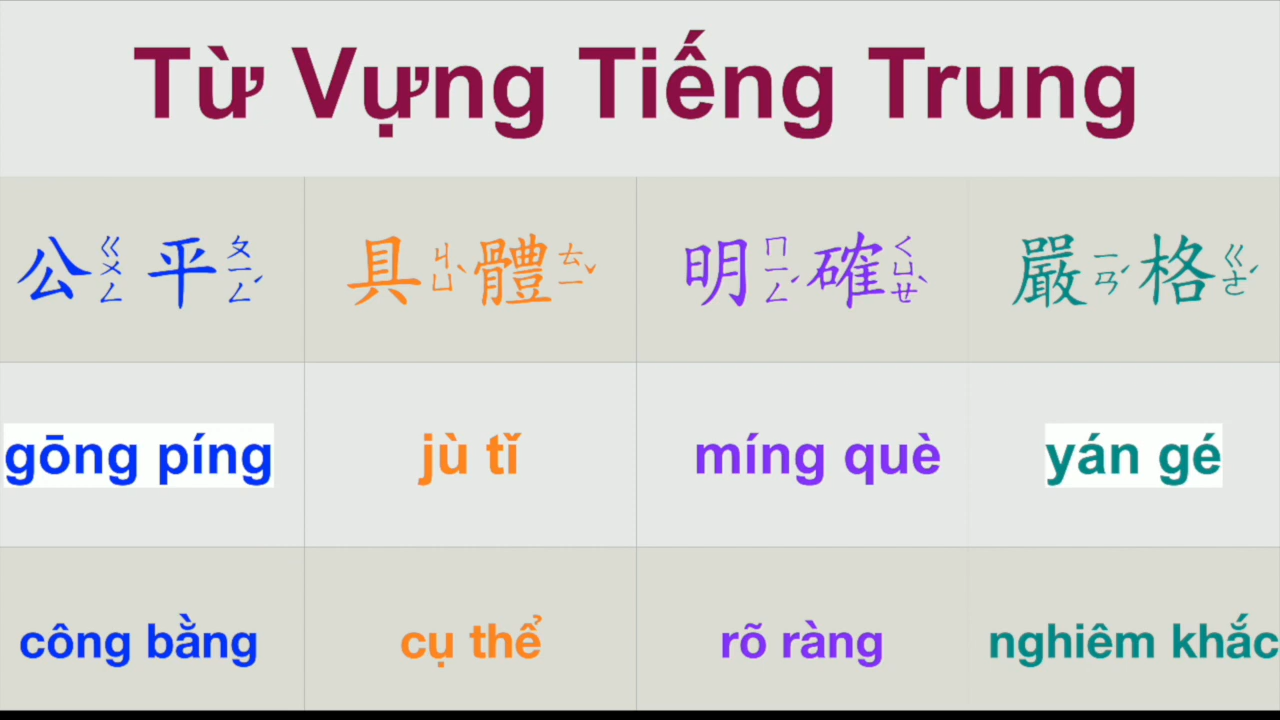 Từ Vựng Tiếng Trung
公ㄍㄨㄥ 平ㄆㄧㄥˊ 具ㄐㄩˋ 體ㄊㄧˇ 明ㄇㄧㄥˊ 確ㄑㄩㄝˋ 嚴ㄧㄢˊ 格ㄍㄜˊ
gōng píng jù tǐ míng què yán gé
công bằng cụ thể rõ ràng nghiêm khắc